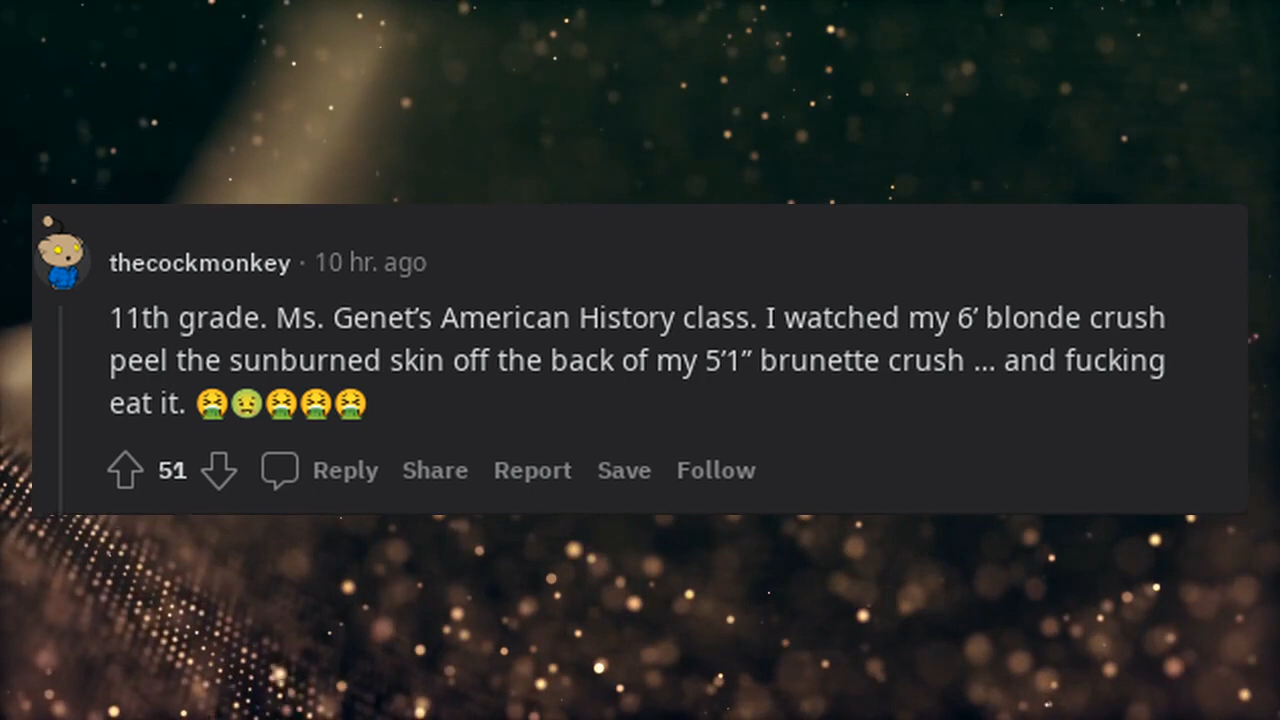 thecockmonkey · 10 hr. ago
11th grade. Ms. Genet’s American History class. I watched my 6’ blonde crush
peel the sunburned skin off the back of my 5’1” brunette crush ... and fucking
eat it. 🤮🤢🤮🤮🤮
51 Reply Share Report Save Follow